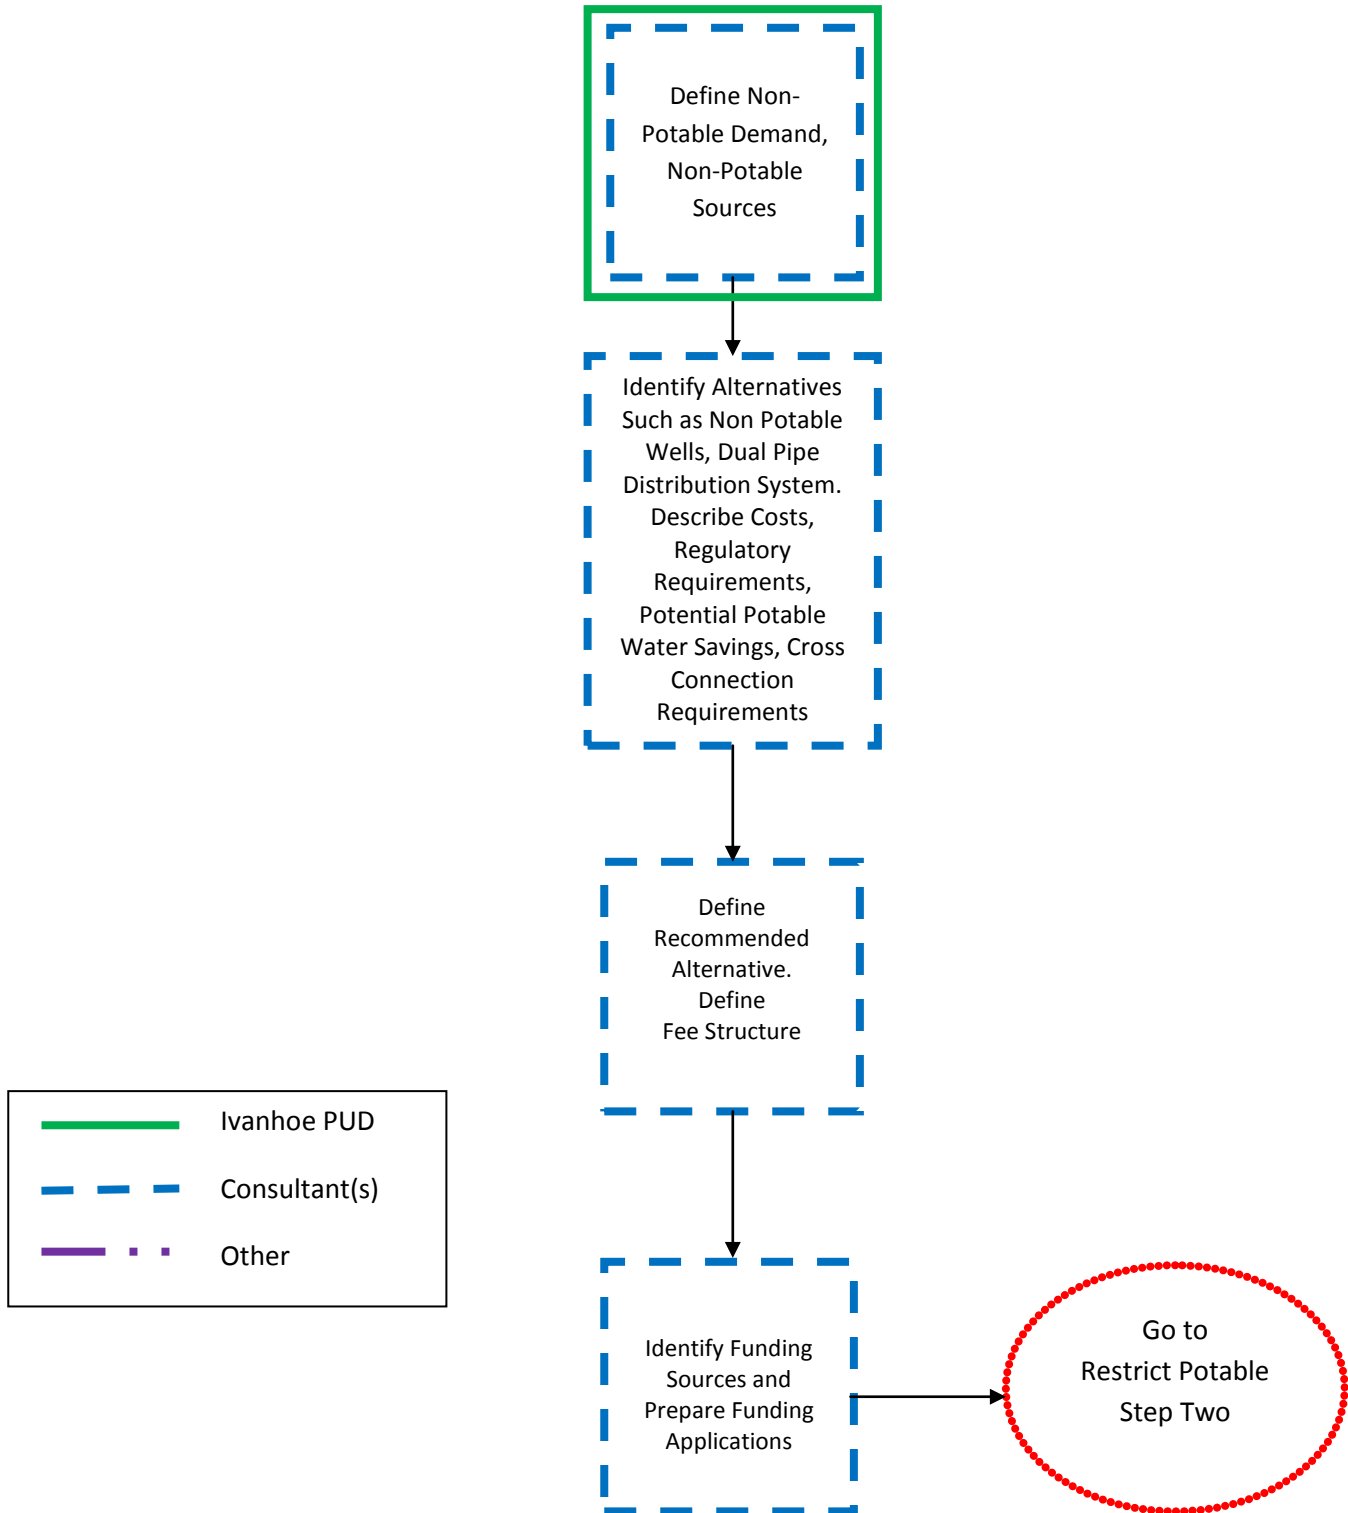 Define Non-
Potable Demand,
Non-Potable
Sources
Identify Alternatives
Such as Non Potable
Wells, Dual Pipe
Distribution System.
Describe Costs,
Regulatory
Requirements,
Potential Potable
Water Savings, Cross
Connection
Requirements
Define
Recommended
Alternative.
Define
Fee Structure
Ivanhoe PUD
Consultant(s)
Other
Identify Funding
Sources and
Prepare Funding
Applications
Go to
Restrict Potable
Step Two